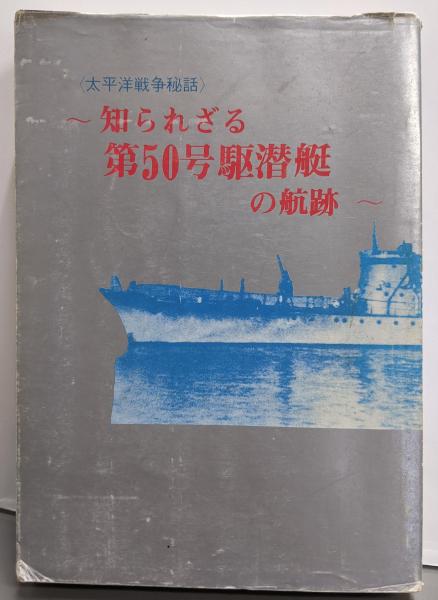 〈太平洋戦争秘話〉
～知られざる
第50号駆潜艇
の航跡～